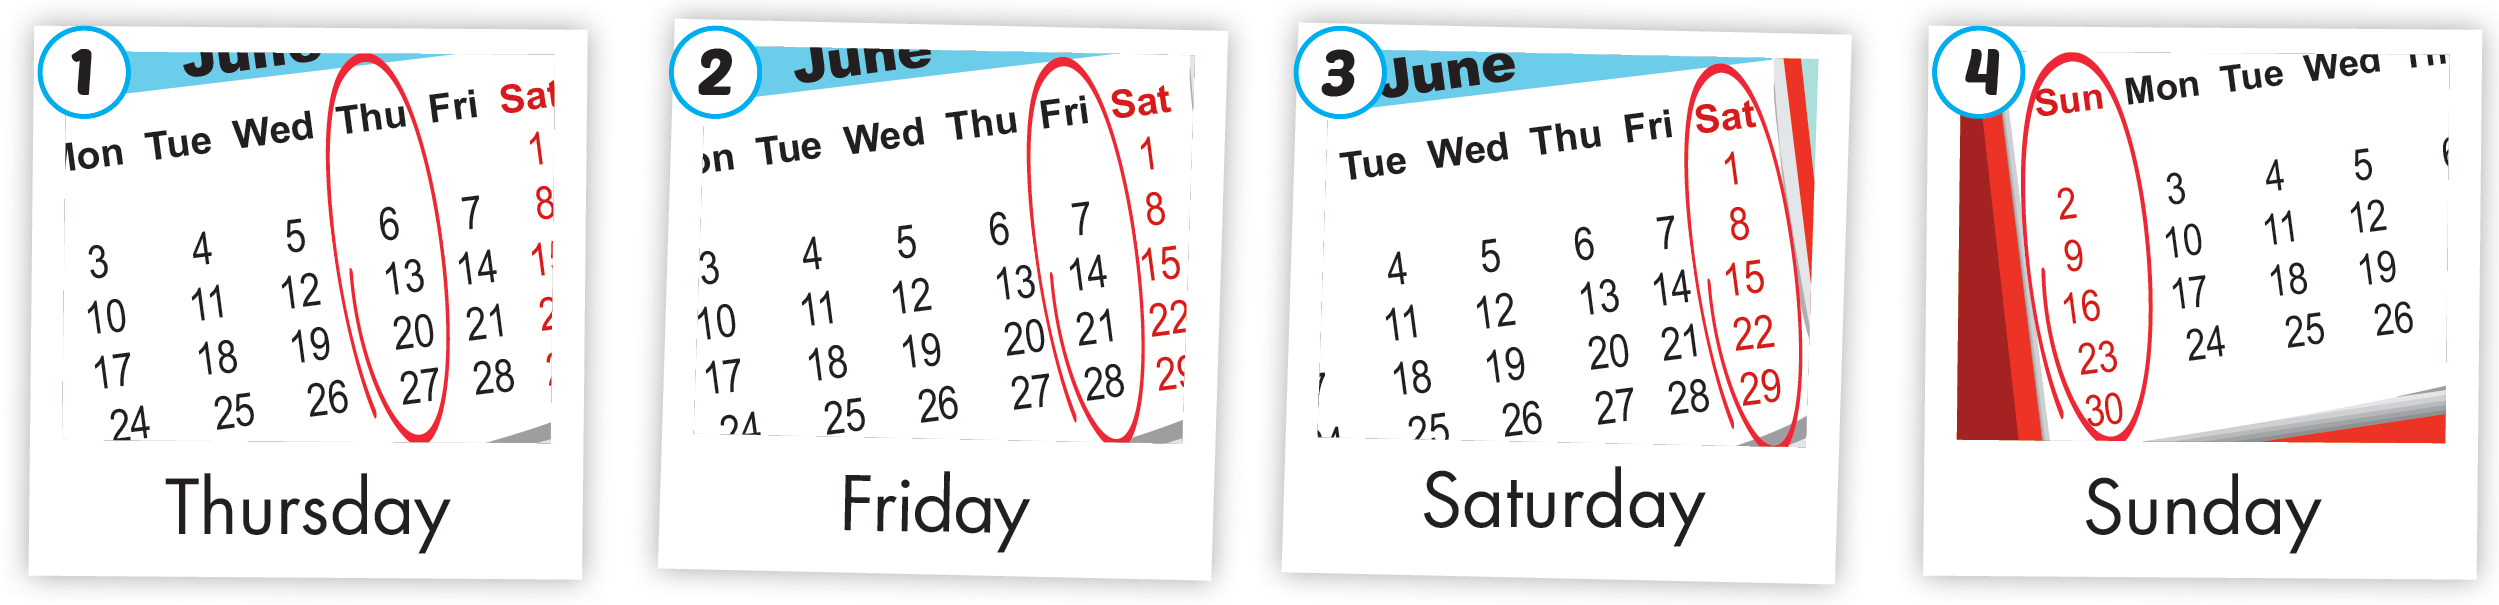 1
June
Mon Tue Wed Thu Fri Sat
1
3 4 5 6 7 8
10 11 12 13 14 15
17 18 19 20 21
24 25 26 27 28
Thursday
2
June
Tue Wed Thu Fri Sat
1
3 4 5 6 7 8
10 11 12 13 14 15
17 18 19 20 21 22
24 25 26 27 28 29
Friday
3
June
Tue Wed Thu Fri Sat
1
4 5 6 7 8
11 12 13 14 15
18 19 20 21 22
25 26 27 28 29
Saturday
4
Sun Mon Tue Wed
2 3 4 5
9 10 11 12
16 17 18 19
23 24 25 26
30
Sunday